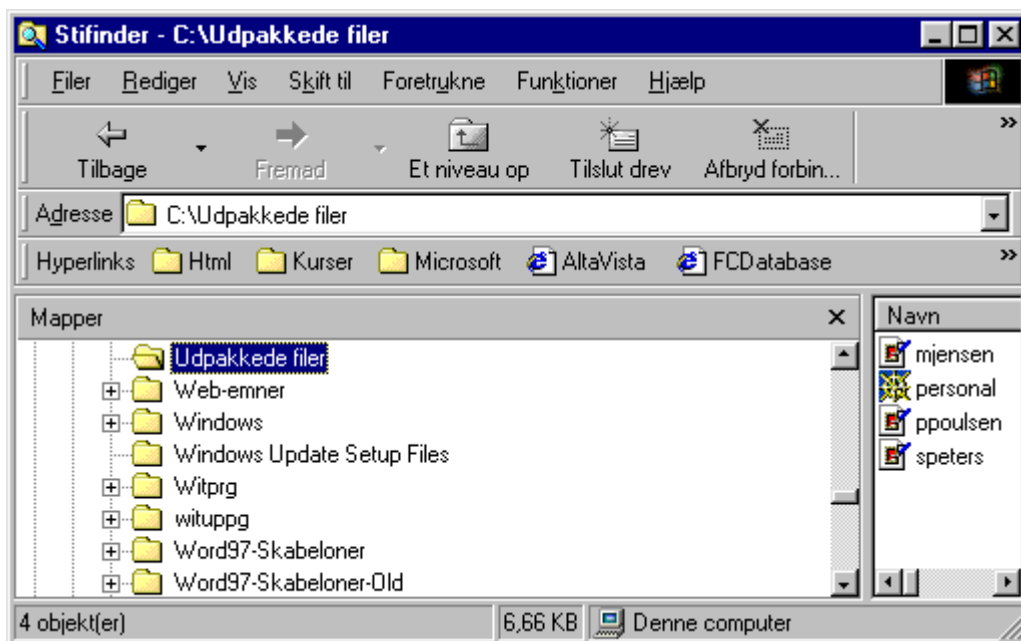 Stifinder - C:\Udpakkede filer
Filer Rediger Vis Skift til Foretrukne Funktioner Hjælp
Tilbage Fremad Et niveau op Tilslut drev Afbryd forbin... »
Adresse C:\Udpakkede filer
Hyperlinks Html Kurser Microsoft AltaVista FCDatabase »
Mapper
Udpakkede filer
Web-emner
Windows
Windows Update Setup Files
Witprg
wituppg
Word97-Skabeloner
Word97-Skabeloner-Old
Navn
mjensen
personal
ppoulsen
speters
4 objekt(er) 6,66 KB Denne computer